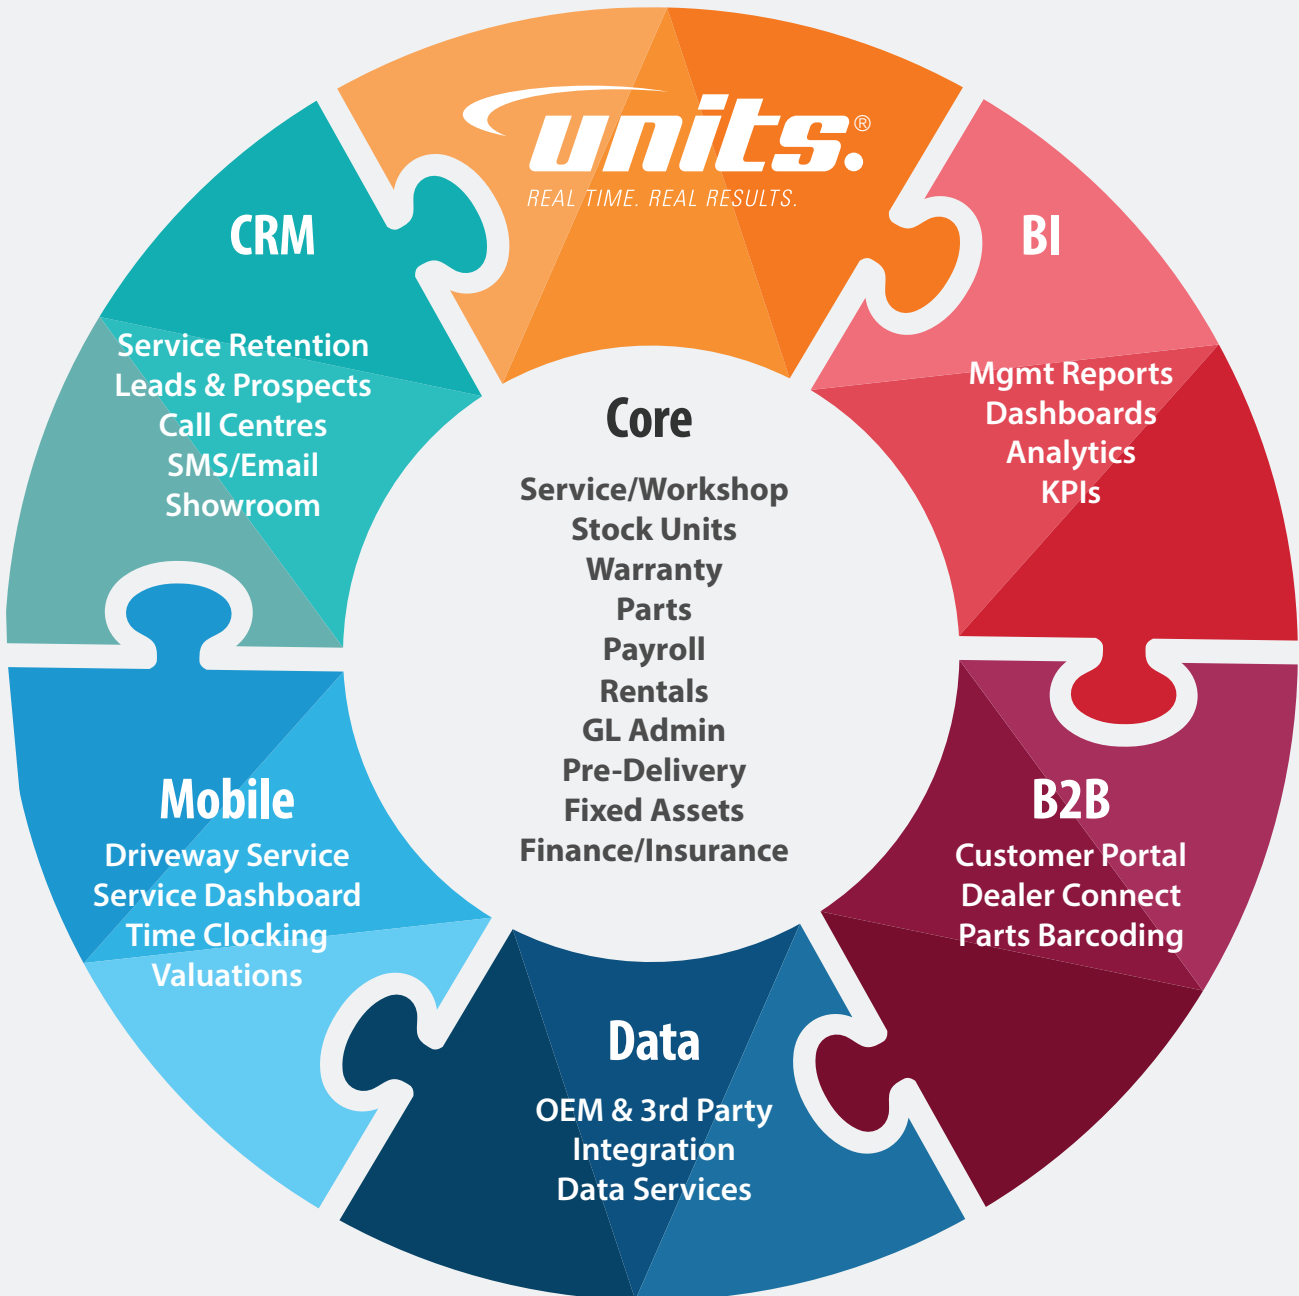 units.®
REAL TIME. REAL RESULTS.
CRM
Service Retention
Leads & Prospects
Call Centres
SMS/Email
Showroom
BI
Mgmt Reports
Dashboards
Analytics
KPIs
Core
Service/Workshop
Stock Units
Warranty
Parts
Payroll
Rentals
GL Admin
Pre-Delivery
Fixed Assets
Finance/Insurance
Mobile
Driveway Service
Service Dashboard
Time Clocking
Valuations
B2B
Customer Portal
Dealer Connect
Parts Barcoding
Data
OEM & 3rd Party
Integration
Data Services